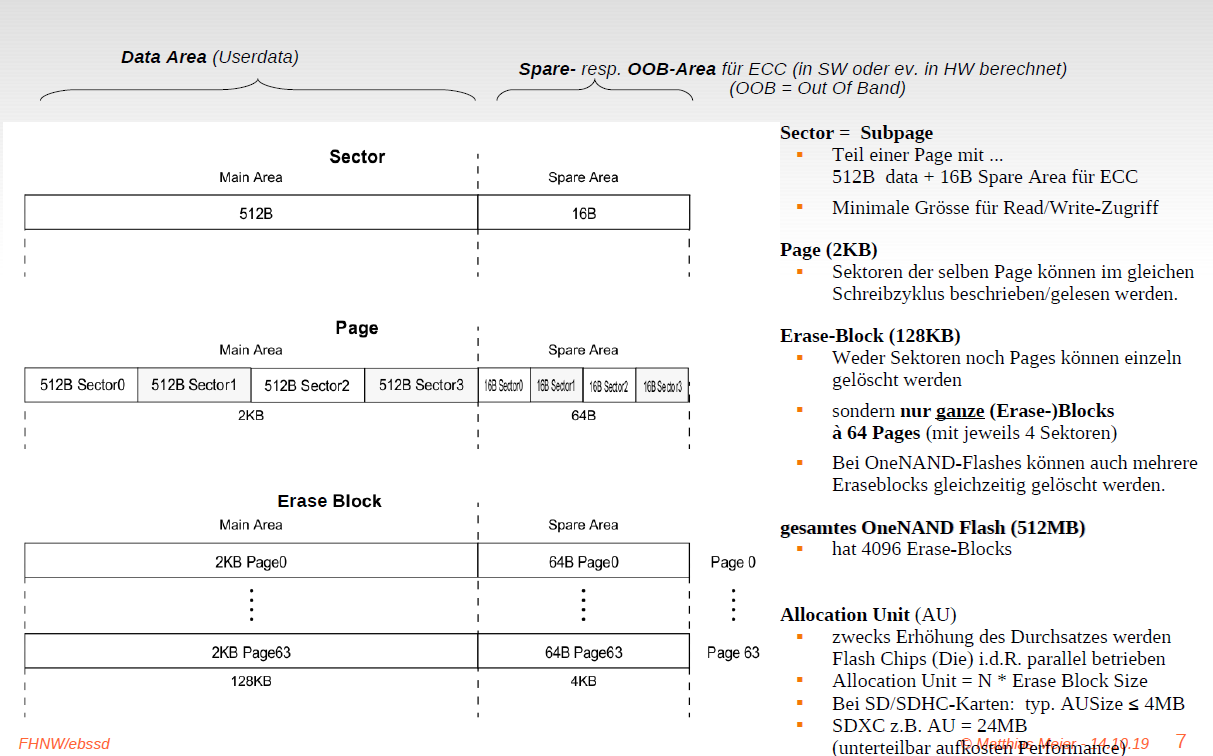 Data Area (Userdata)
Spare- resp. OOB-Area für ECC (in SW oder ev. in HW berechnet)
(OOB = Out Of Band)
Sector
Main Area Spare Area
512B 16B
Page
Main Area Spare Area
512B Sector0 512B Sector1 512B Sector2 512B Sector3 16B Sector0 16B Sector1 16B Sector2 16B Sector3
2KB 64B
Erase Block
Main Area Spare Area
2KB Page0 64B Page0 Page 0
2KB Page63 64B Page63 Page 63
128KB 4KB
Sector = Subpage
▪ Teil einer Page mit ...
512B data + 16B Spare Area für ECC
▪ Minimale Grösse für Read/Write-Zugriff
Page (2KB)
▪ Sektoren der selben Page können im gleichen
Schreibzyklus beschrieben/gelesen werden.
Erase-Block (128KB)
▪ Weder Sektoren noch Pages können einzeln
gelöscht werden
▪ sondern nur ganze (Erase-)Blocks
à 64 Pages (mit jeweils 4 Sektoren)
▪ Bei OneNAND-Flashes können auch mehrere
Eraseblocks gleichzeitig gelöscht werden.
gesamtes OneNAND Flash (512MB)
▪ hat 4096 Erase-Blocks
Allocation Unit (AU)
▪ zwecks Erhöhung des Durchsatzes werden
Flash Chips (Die) i.d.R. parallel betrieben
▪ Allocation Unit = N * Erase Block Size
▪ Bei SD/SDHC-Karten: typ. AUSize ≤ 4MB
▪ SDXC z.B. AU = 24MB
(unterteilbar aufkosten Performance)
FHNW/ebssd
© Matthias Meier - 14.10.19
7